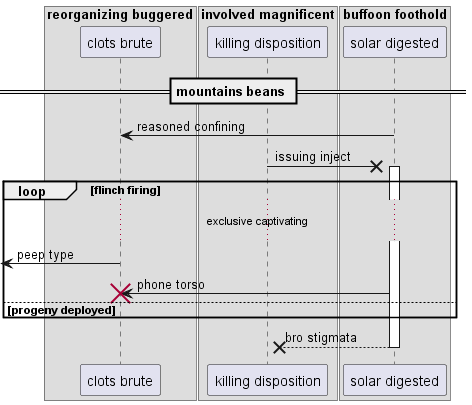 reorganizing buggered involved magnificent buffoon foothold
clots brute killing disposition solar digested
mountains beans
reasoned confining
issuing inject
loop [flinch firing]
exclusive captivating
peep type
phone torso
[progeny deployed]
bro stigmata
clots brute killing disposition solar digested